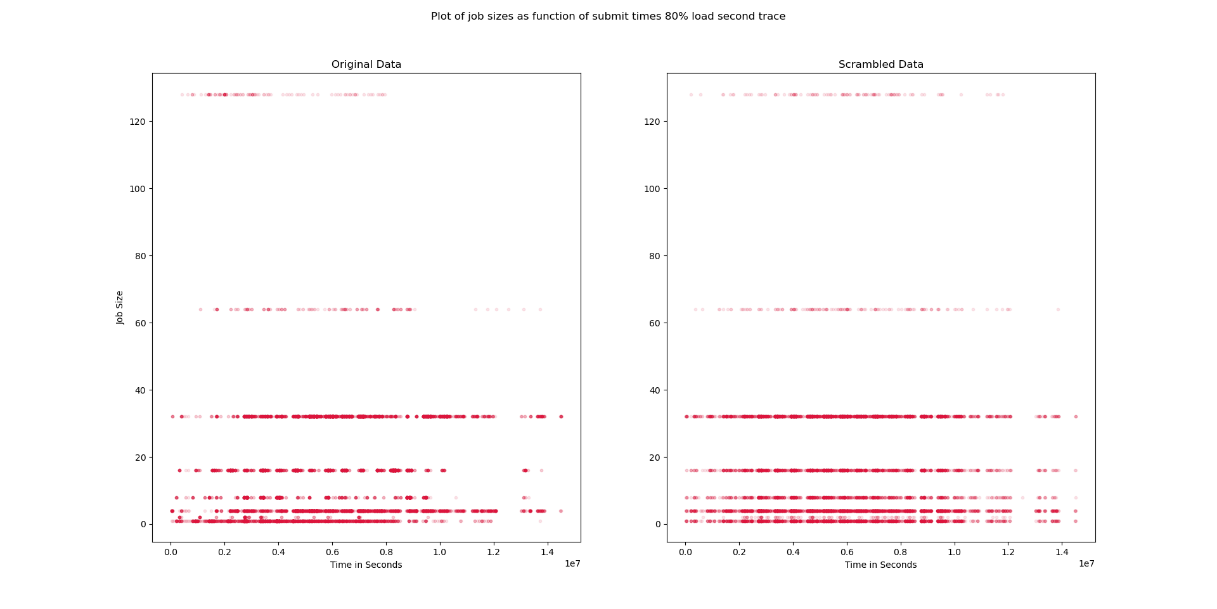 Plot of job sizes as function of submit times 80% load second trace
Original Data
Scrambled Data
Job Size
120
100
80
60
40
20
0
120
100
80
60
40
20
0
0.0 0.2 0.4 0.6 0.8 1.0 1.2 1.4
1e7
Time in Seconds
0.0 0.2 0.4 0.6 0.8 1.0 1.2 1.4
1e7
Time in Seconds